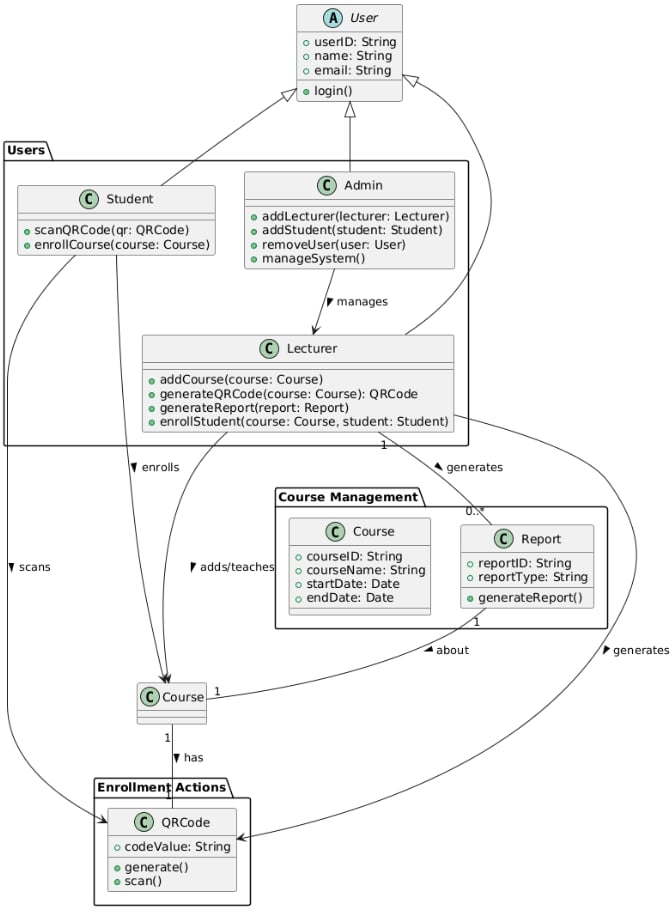 A User
userID: String
name: String
email: String
login()
Users
C Student
scanQRCode(qr: QRCode)
enrollCourse(course: Course)
C Admin
addLecturer(lecturer: Lecturer)
addStudent(student: Student)
removeUser(user: User)
manageSystem()
manages
C Lecturer
addCourse(course: Course)
generateQRCode(course: Course): QRCode
generateReport(report: Report)
enrollStudent(course: Course, student: Student)
1
enrolls
generates
Course Management
0..*
C Course
courseID: String
courseName: String
startDate: Date
endDate: Date
C Report
reportID: String
reportType: String
generateReport()
scans
adds/teaches
1
about
generates
C Course
1
1
has
Enrollment Actions
1
C QRCode
codeValue: String
generate()
scan()